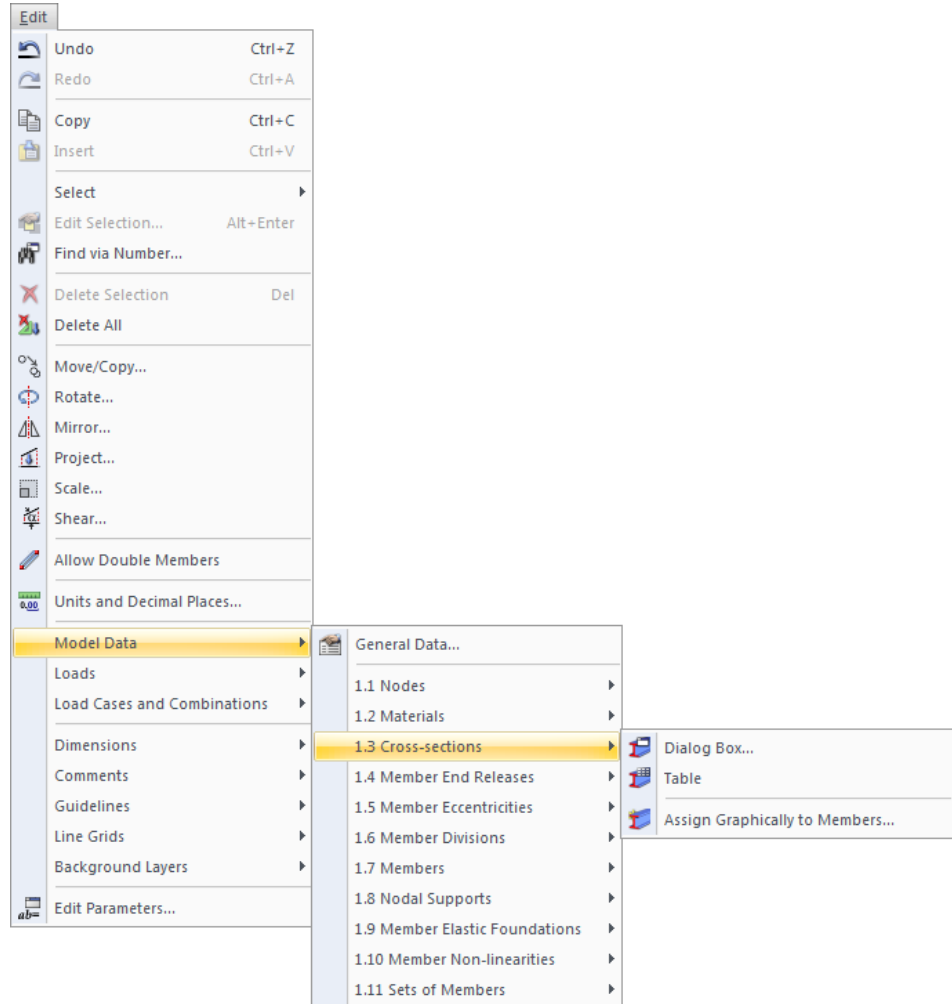 Edit
Undo Ctrl+Z
Redo Ctrl+A
Copy Ctrl+C
Insert Ctrl+V
Select
Edit Selection... Alt+Enter
Find via Number...
Delete Selection Del
Delete All
Move/Copy...
Rotate...
Mirror...
Project...
Scale...
Shear...
Allow Double Members
0.00 Units and Decimal Places...
Model Data
Loads
Load Cases and Combinations
Dimensions
Comments
Guidelines
Line Grids
Background Layers
ab= Edit Parameters...
General Data...
1.1 Nodes
1.2 Materials
1.3 Cross-sections
1.4 Member End Releases
1.5 Member Eccentricities
1.6 Member Divisions
1.7 Members
1.8 Nodal Supports
1.9 Member Elastic Foundations
1.10 Member Non-linearities
1.11 Sets of Members
Dialog Box...
Table
Assign Graphically to Members...